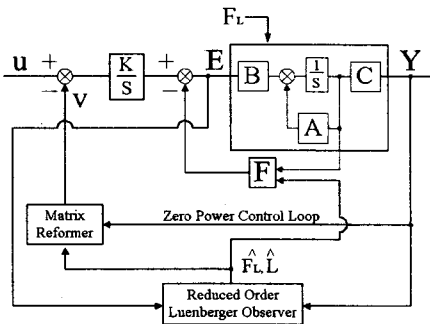 F_L
u + − K/S + − E B 1/S C Y
V
A
F
Matrix
Reformer
Zero Power Control Loop
F̂_L, L̂
Reduced Order
Luenberger Observer